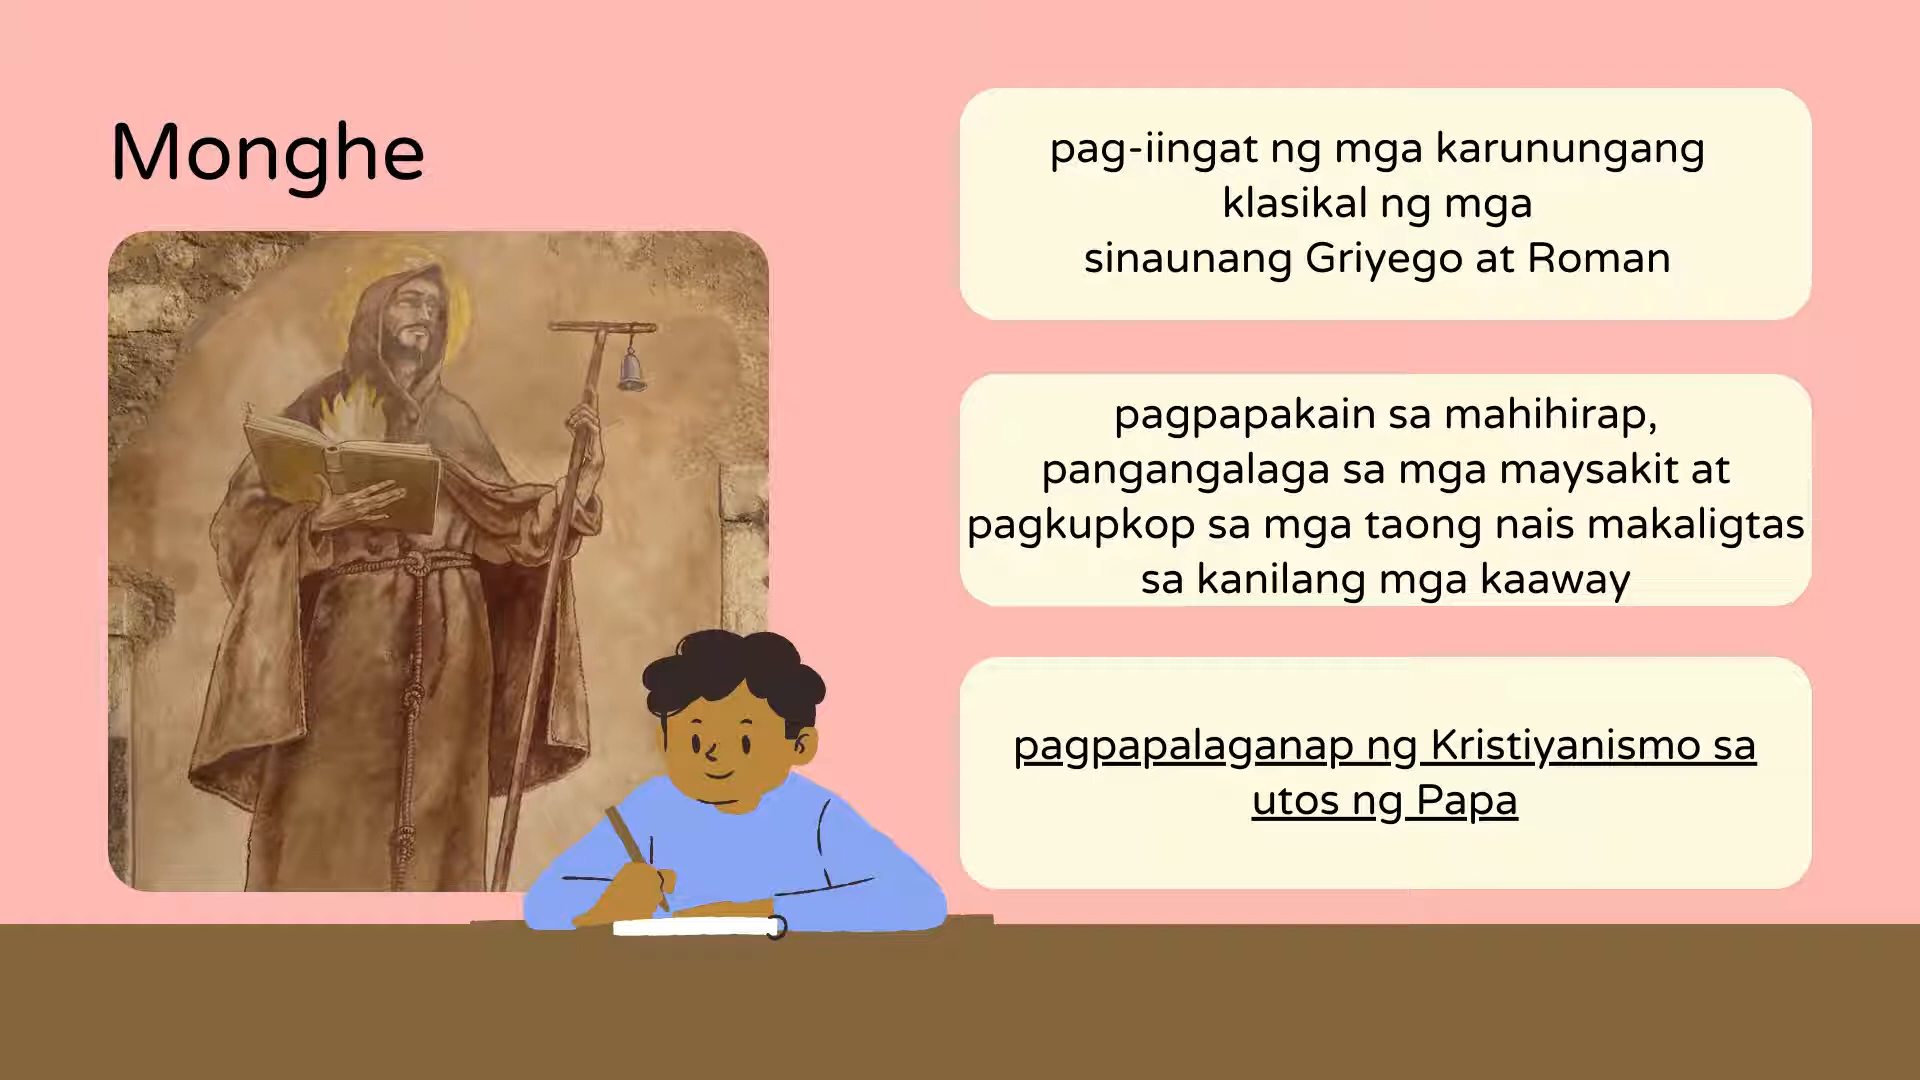 Monghe
pag-iingat ng mga karunungang
klasikal ng mga
sinaunang Griyego at Roman
pagpapakain sa mahihirap,
pangangalaga sa mga maysakit at
pagkupkop sa mga taong nais makaligtas
sa kanilang mga kaaway
pagpapalaganap ng Kristiyanismo sa
utos ng Papa